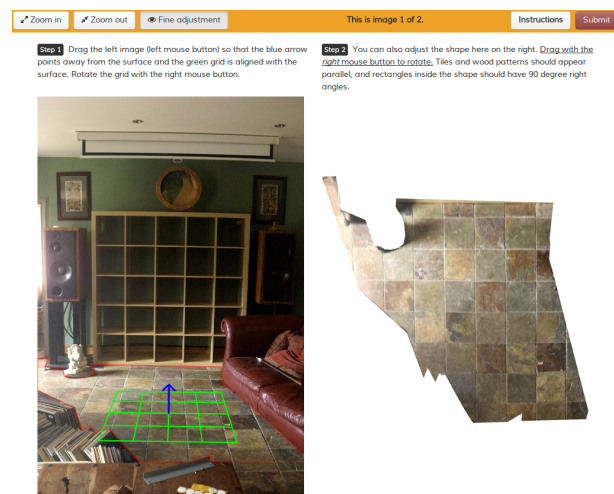 Zoom in Zoom out Fine adjustment This is image 1 of 2. Instructions Submit
Step 1 Drag the left image (left mouse button) so that the blue arrow
points away from the surface and the green grid is aligned with the
surface. Rotate the grid with the right mouse button.
Step 2 You can also adjust the shape here on the right. Drag with the
right mouse button to rotate. Tiles and wood patterns should appear
parallel, and rectangles inside the shape should have 90 degree right
angles.